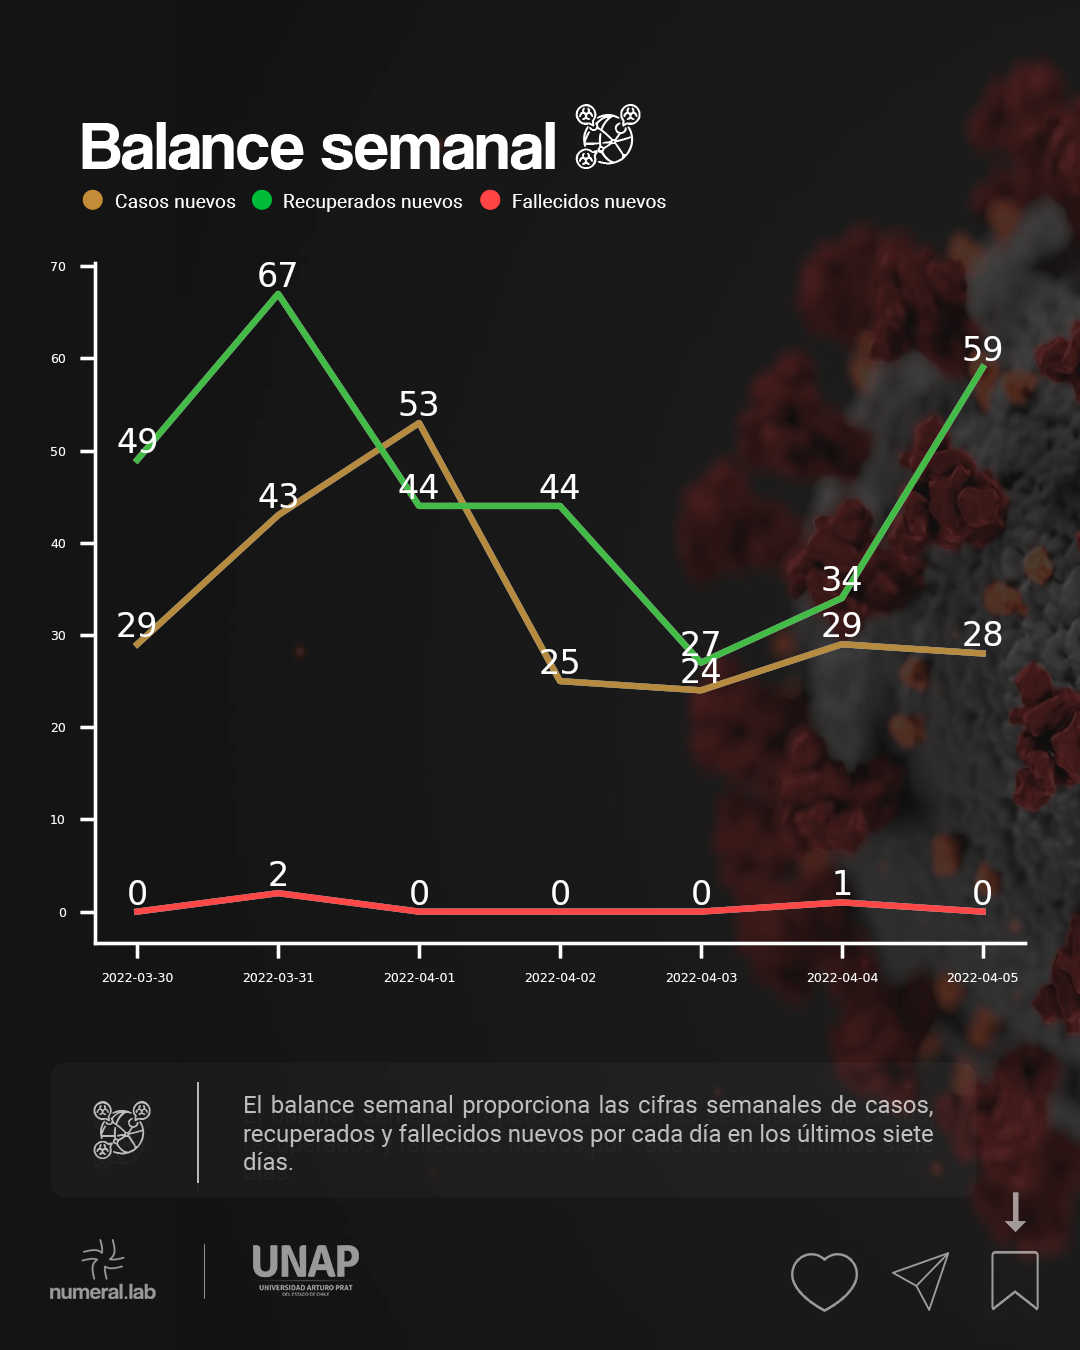 Balance semanal
Casos nuevos Recuperados nuevos Fallecidos nuevos
70
67
60
59
53
50
49
43
44
44
40
34
30
29
27
29
28
25
24
20
10
0
2
0
0
0
1
0
0
2022-03-30 2022-03-31 2022-04-01 2022-04-02 2022-04-03 2022-04-04 2022-04-05
El balance semanal proporciona las cifras semanales de casos,
recuperados y fallecidos nuevos por cada día en los últimos siete
días.
numeral.lab
UNAP
UNIVERSIDAD ARTURO PRAT
DEL ESTADO DE CHILE